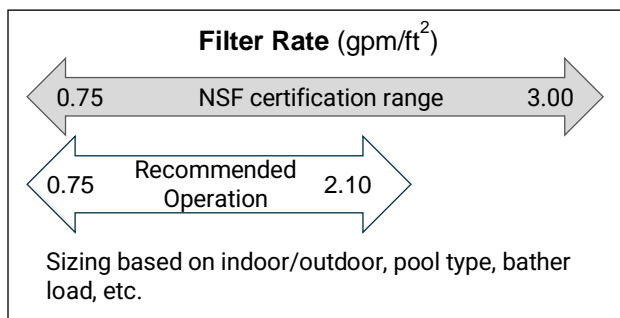 Filter Rate (gpm/ft²)
0.75 NSF certification range 3.00
Recommended
0.75 2.10
Operation
Sizing based on indoor/outdoor, pool type, bather
load, etc.